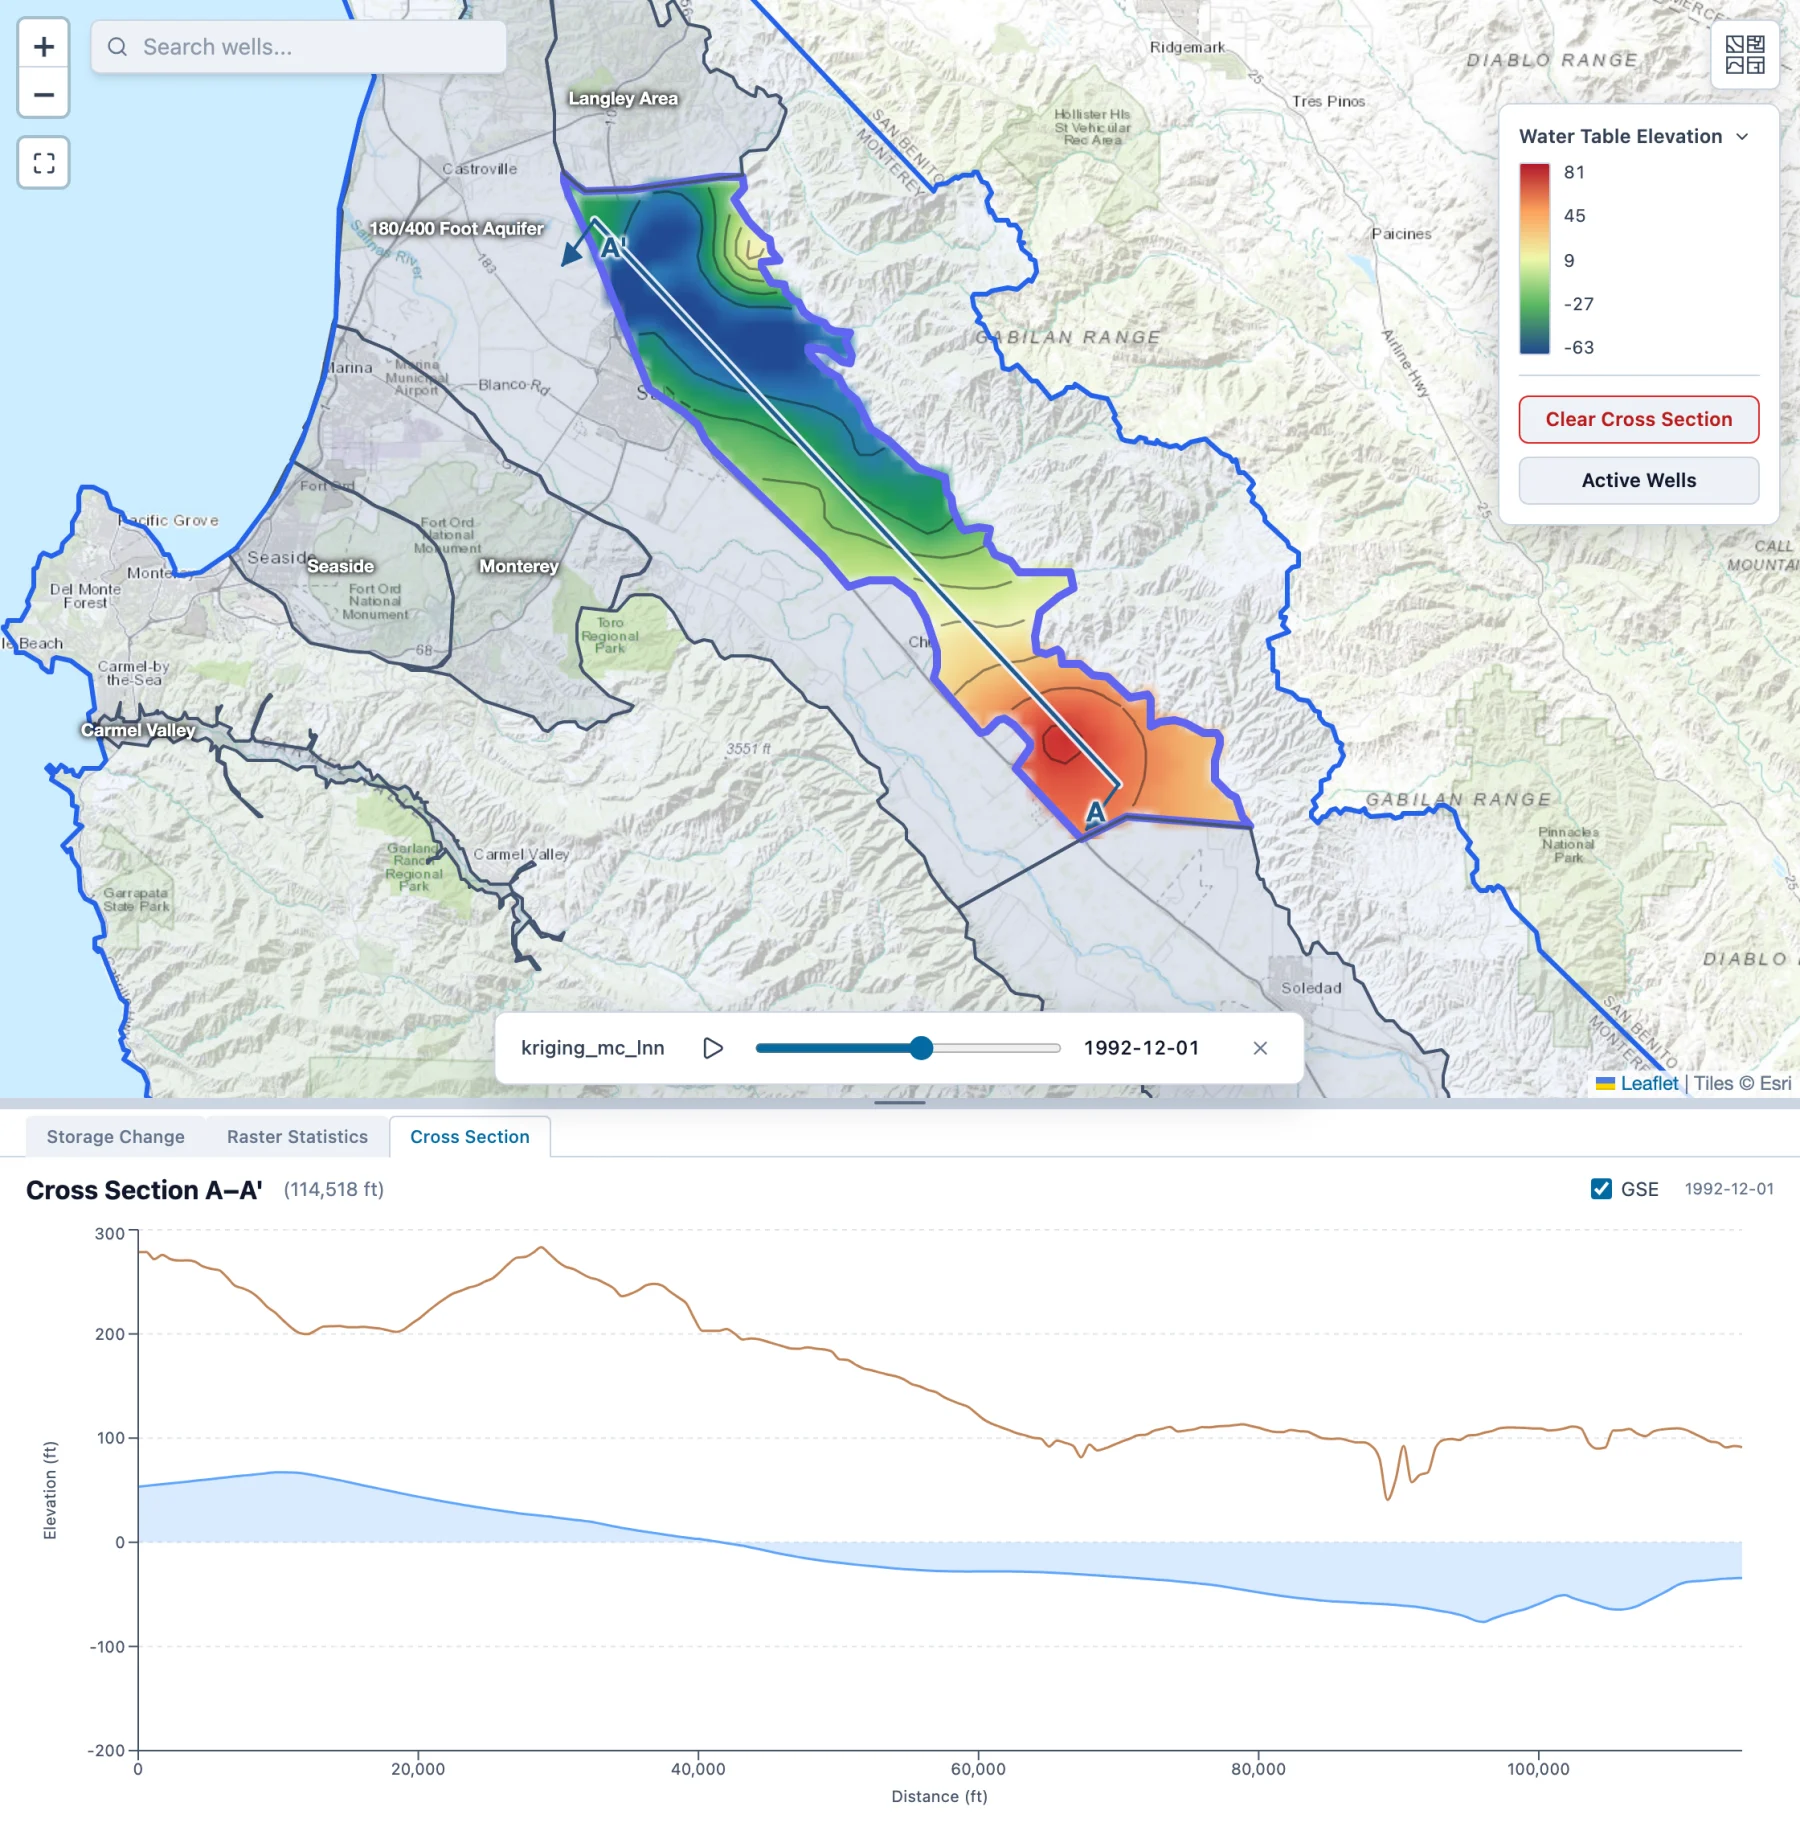 +
−
Search wells...
Langley Area
Castroville
180/400 Foot Aquifer
Salinas River
183
Marina
Marina
Municipal
Airport
Blanco Rd
Fort Ord
Pacific Grove
Fort Ord
National
Monument
Seaside
Seaside
Monterey
Del Monte
Forest
Fort Ord
National
Monument
Toro
Regional
Park
68
le Beach
Carmel-by
the-Sea
Carmel Valley
3551 ft
Garland
Ranch
Regional
Park
Carmel Valley
Garrapata
State Park
A'
A
Ridgemark
Tres Pinos
Hollister Hls
St Vehicular
Rec Area
SAN BENITO
MONTEREY
DIABLO RANGE
Paicines
GABILAN RANGE
Airline Hwy
25
25
CALL
MOUNTAI
GABILAN RANGE
Pinnacles
National
Park
25
DIABLO
Soledad
SAN BENITO
Water Table Elevation
81
45
9
-27
-63
Clear Cross Section
Active Wells
kriging_mc_lnn
1992-12-01
Leaflet | Tiles © Esri
Storage Change
Raster Statistics
Cross Section
Cross Section A–A' (114,518 ft)
GSE
1992-12-01
300
200
100
0
-100
-200
Elevation (ft)
0
20,000
40,000
60,000
80,000
100,000
Distance (ft)